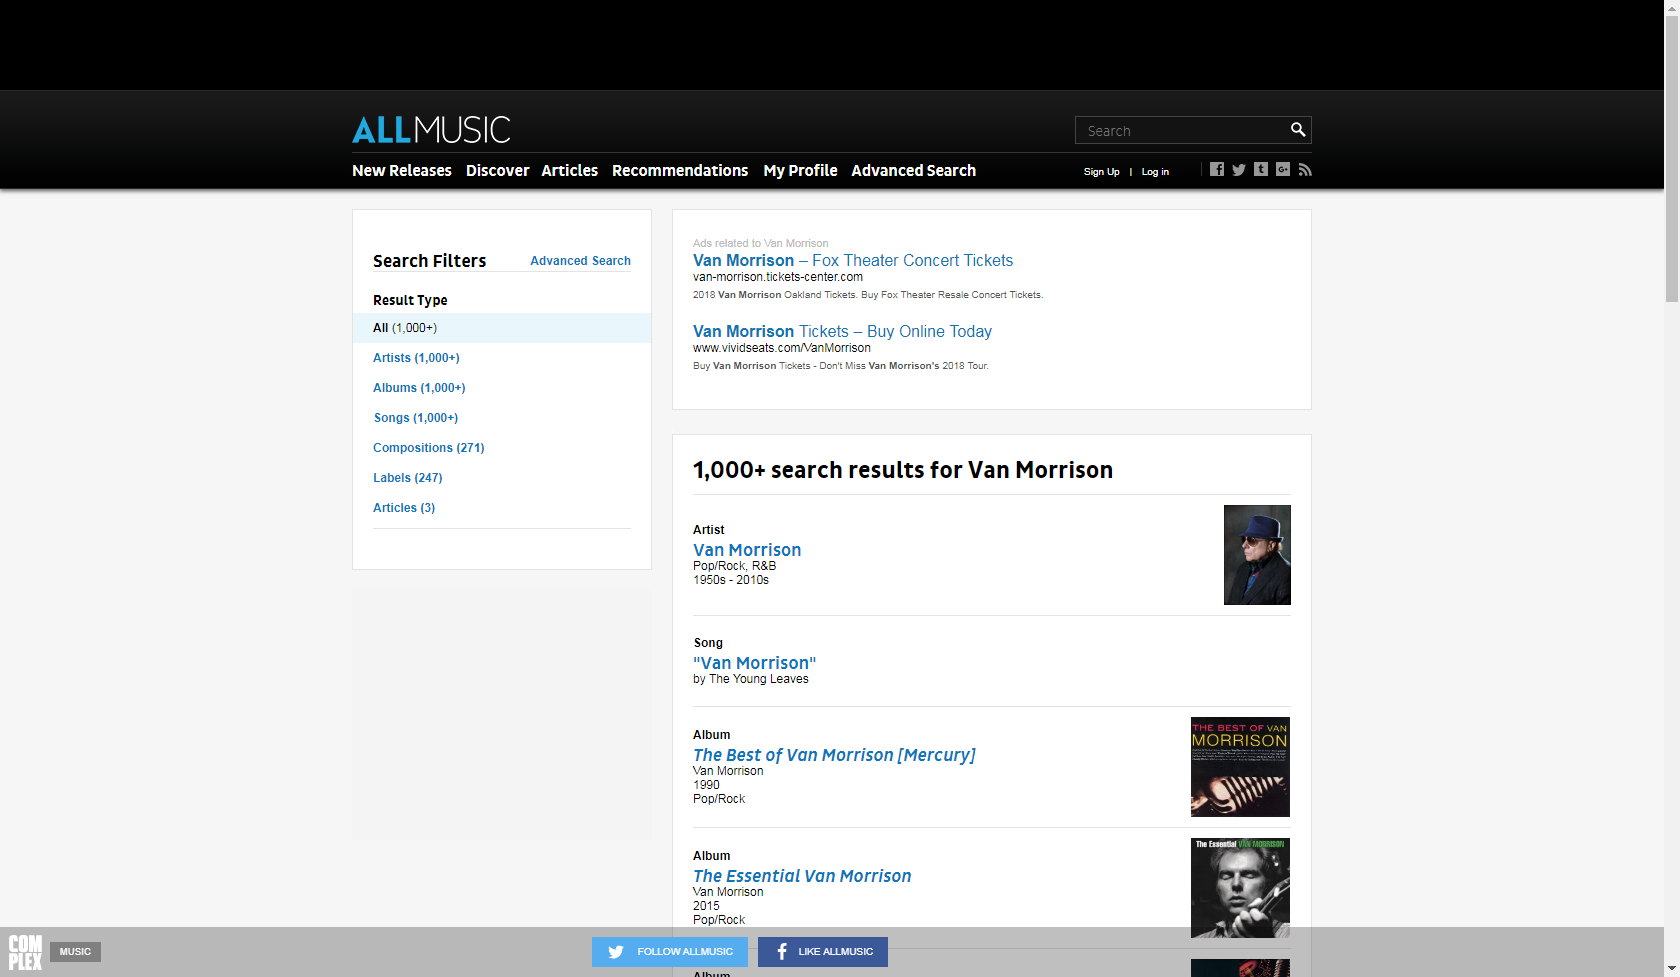 ALLMUSIC
Search
New Releases Discover Articles Recommendations My Profile Advanced Search
Sign Up | Log in
Search Filters Advanced Search
Result Type
All (1,000+)
Artists (1,000+)
Albums (1,000+)
Songs (1,000+)
Compositions (271)
Labels (247)
Articles (3)
Ads related to Van Morrison
Van Morrison – Fox Theater Concert Tickets
van-morrison.tickets-center.com
2018 Van Morrison Oakland Tickets. Buy Fox Theater Resale Concert Tickets.
Van Morrison Tickets – Buy Online Today
www.vividseats.com/VanMorrison
Buy Van Morrison Tickets - Don't Miss Van Morrison's 2018 Tour.
1,000+ search results for Van Morrison
Artist
Van Morrison
Pop/Rock, R&B
1950s - 2010s
Song
"Van Morrison"
by The Young Leaves
Album
The Best of Van Morrison [Mercury]
Van Morrison
1990
Pop/Rock
THE BEST OF VAN
MORRISON
Album
The Essential Van Morrison
Van Morrison
2015
Pop/Rock
The Essential VAN MORRISON
Album
COM
PLEX
MUSIC
FOLLOW ALLMUSIC
LIKE ALLMUSIC